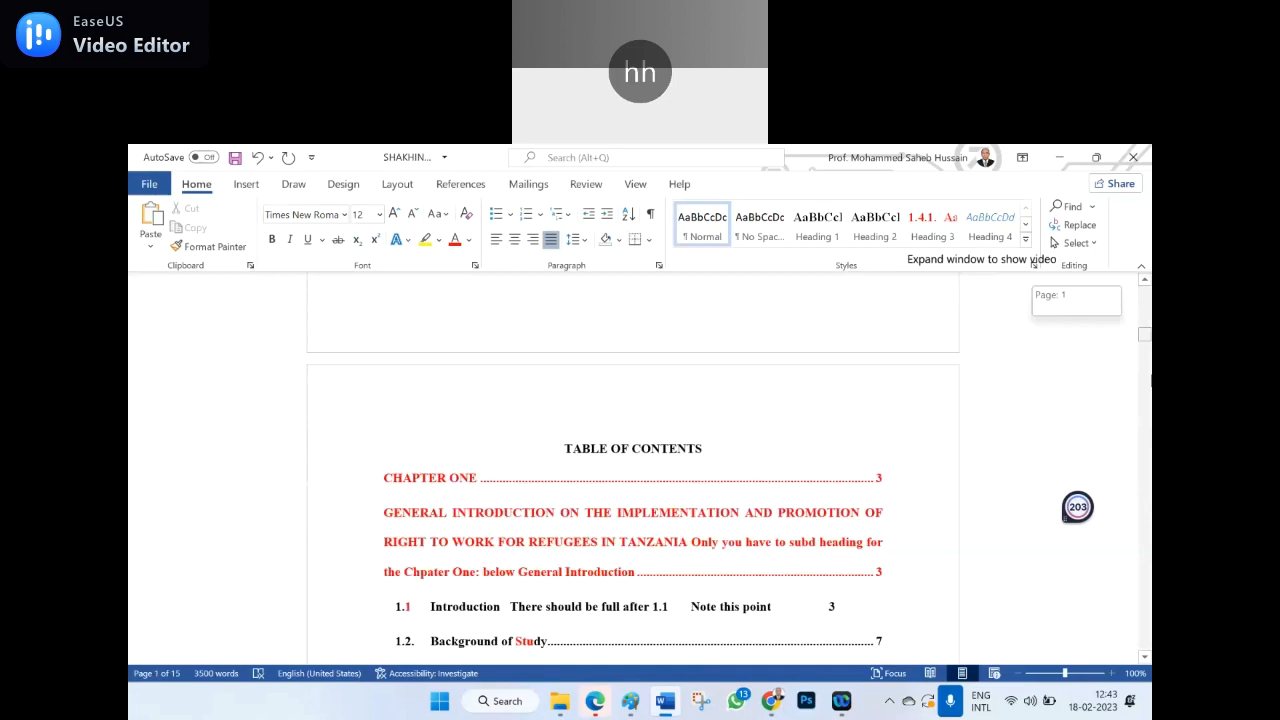 EaseUS
Video Editor
hh
AutoSave Off
SHAKHIN...
Search (Alt+Q)
Prof. Mohammed Saheb Hussain
File Home Insert Draw Design Layout References Mailings Review View Help
Share
Paste
Cut
Copy
Format Painter
Clipboard
Times New Roma 12
Font
Paragraph
AaBbCcDc AaBbCcDc AaBbCcl AaBbCcl 1.4.1. Aa AaBbCcDd
¶ Normal ¶ No Spac... Heading 1 Heading 2 Heading 3 Heading 4
Styles
Find
Replace
Select
Editing
Expand window to show video
Page: 1
203
TABLE OF CONTENTS
CHAPTER ONE ........ 3
GENERAL INTRODUCTION ON THE IMPLEMENTATION AND PROMOTION OF
RIGHT TO WORK FOR REFUGEES IN TANZANIA Only you have to subd heading for
the Chpater One: below General Introduction ........ 3
1.1 Introduction There should be full after 1.1 Note this point 3
1.2. Background of Study........ 7
Page 1 of 15 3500 words English (United States) Accessibility: Investigate Focus 100%
Search
13
ENG
INTL
12:43
18-02-2023